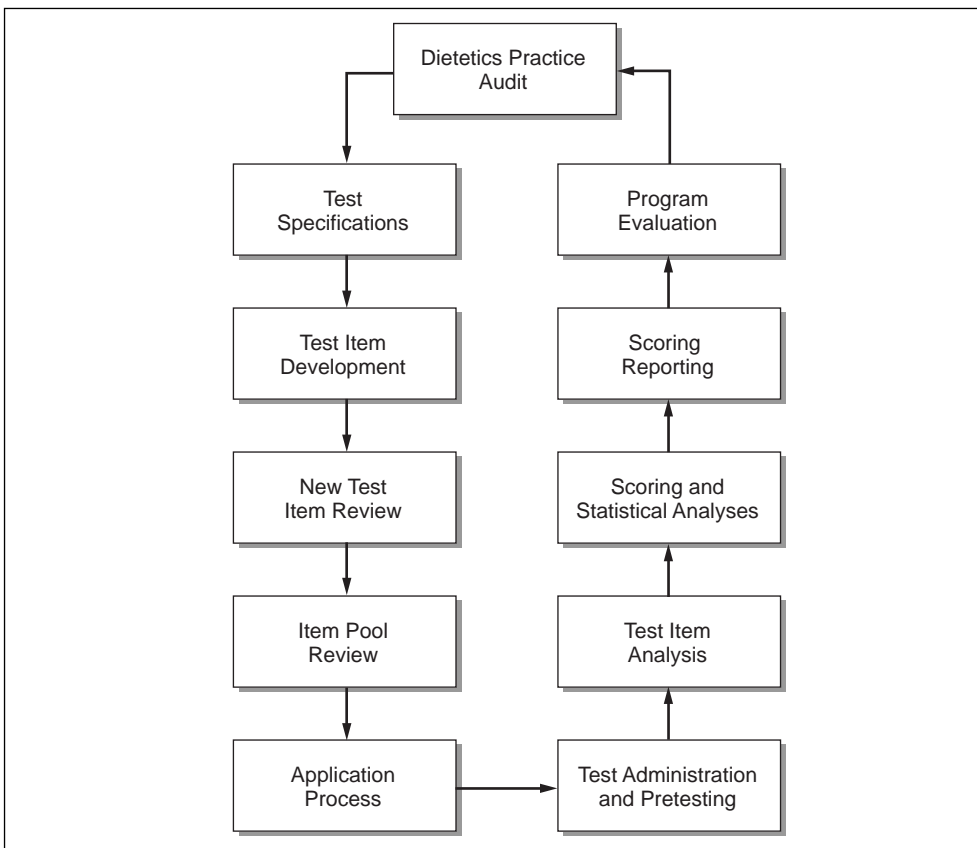 Dietetics Practice
Audit
Test
Specifications
Test Item
Development
New Test
Item Review
Item Pool
Review
Application
Process
Test Administration
and Pretesting
Test Item
Analysis
Scoring and
Statistical Analyses
Scoring
Reporting
Program
Evaluation